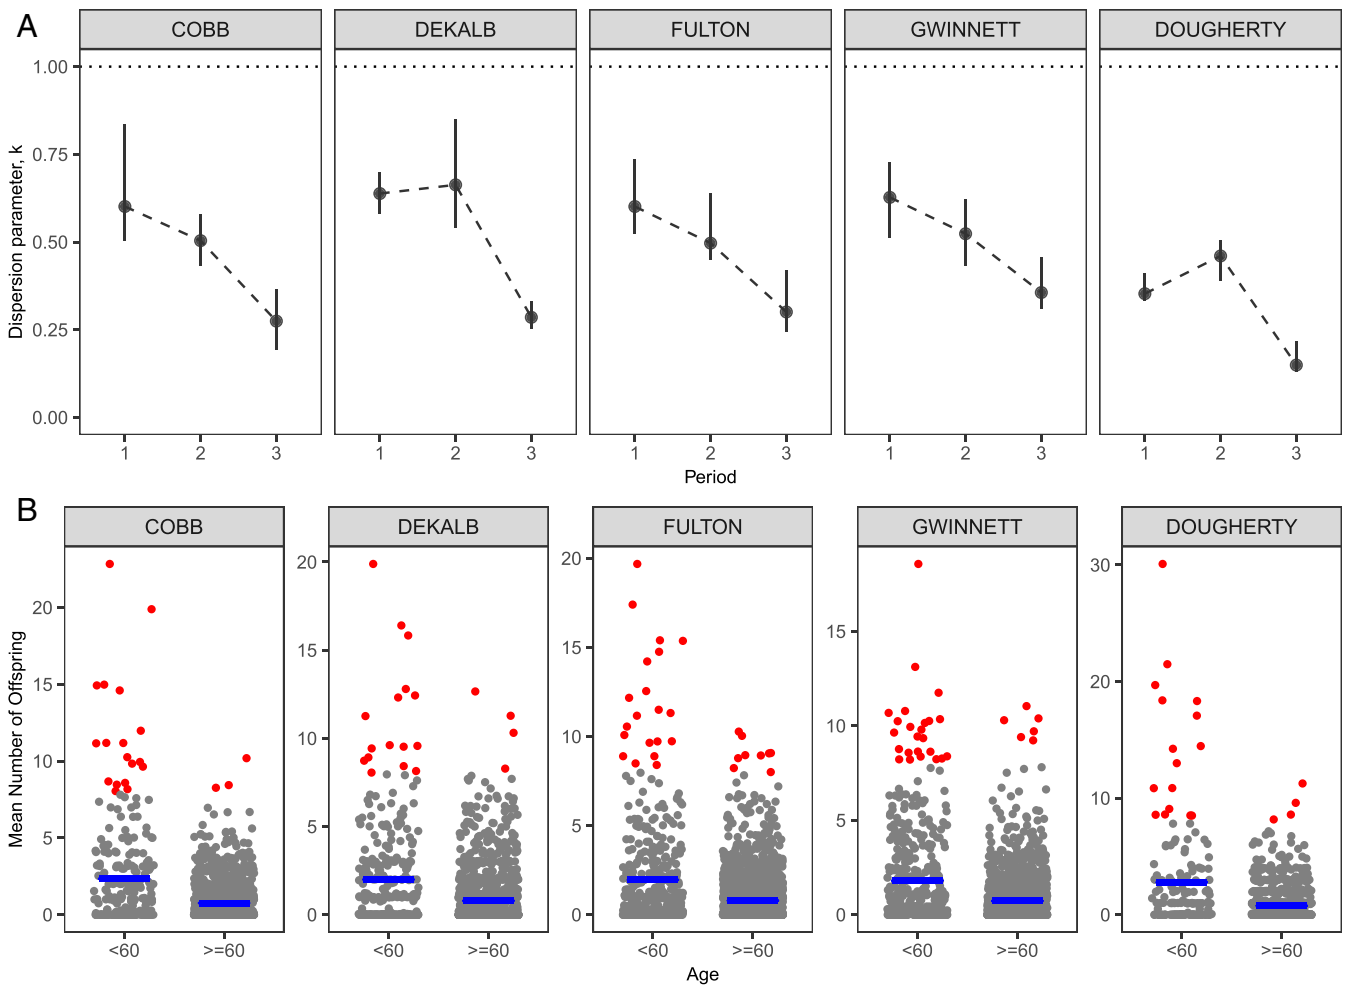 A
COBB DEKALB FULTON GWINNETT DOUGHERTY
Dispersion parameter, k
1.00
0.75
0.50
0.25
0.00
1 2 3 1 2 3 1 2 3 1 2 3 1 2 3
Period
B
COBB DEKALB FULTON GWINNETT DOUGHERTY
Mean Number of Offspring
20
15
10
5
0
20
15
10
5
0
20
15
10
5
0
15
10
5
0
30
20
10
0
<60 >=60 <60 >=60 <60 >=60 <60 >=60 <60 >=60
Age